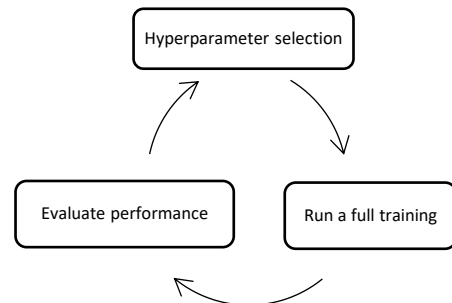 Hyperparameter selection
Evaluate performance
Run a full training